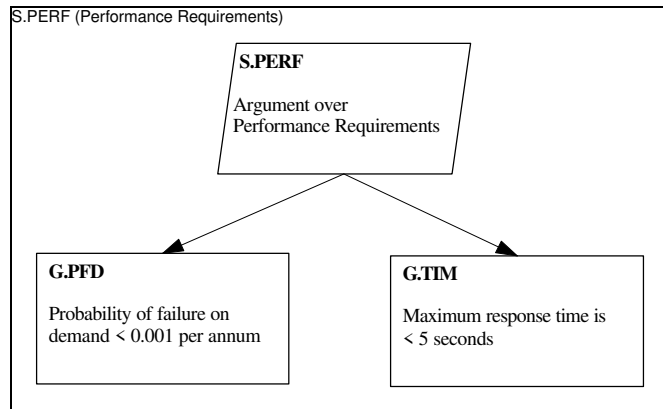 S.PERF (Performance Requirements)
S.PERF
Argument over
Performance Requirements
G.PFD
Probability of failure on
demand < 0.001 per annum
G.TIM
Maximum response time is
< 5 seconds